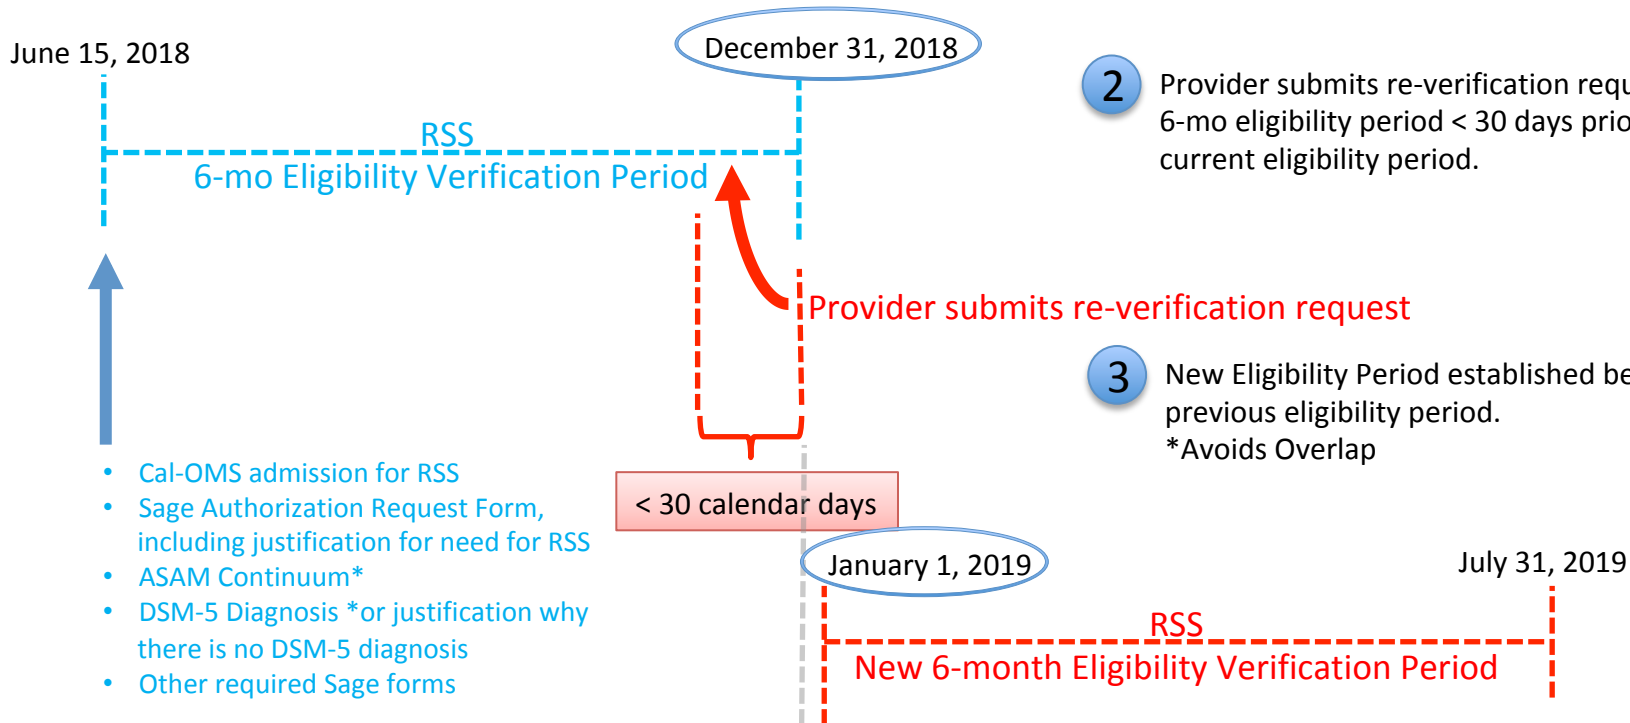 June 15, 2018
December 31, 2018
RSS
6-mo Eligibility Verification Period
2
Provider submits re-verification requ
6-mo eligibility period < 30 days prio
current eligibility period.
Provider submits re-verification request
3
New Eligibility Period established be
previous eligibility period.
*Avoids Overlap
• Cal-OMS admission for RSS
• Sage Authorization Request Form,
including justification for need for RSS
• ASAM Continuum*
• DSM-5 Diagnosis *or justification why
there is no DSM-5 diagnosis
• Other required Sage forms
< 30 calendar days
January 1, 2019
July 31, 2019
RSS
New 6-month Eligibility Verification Period